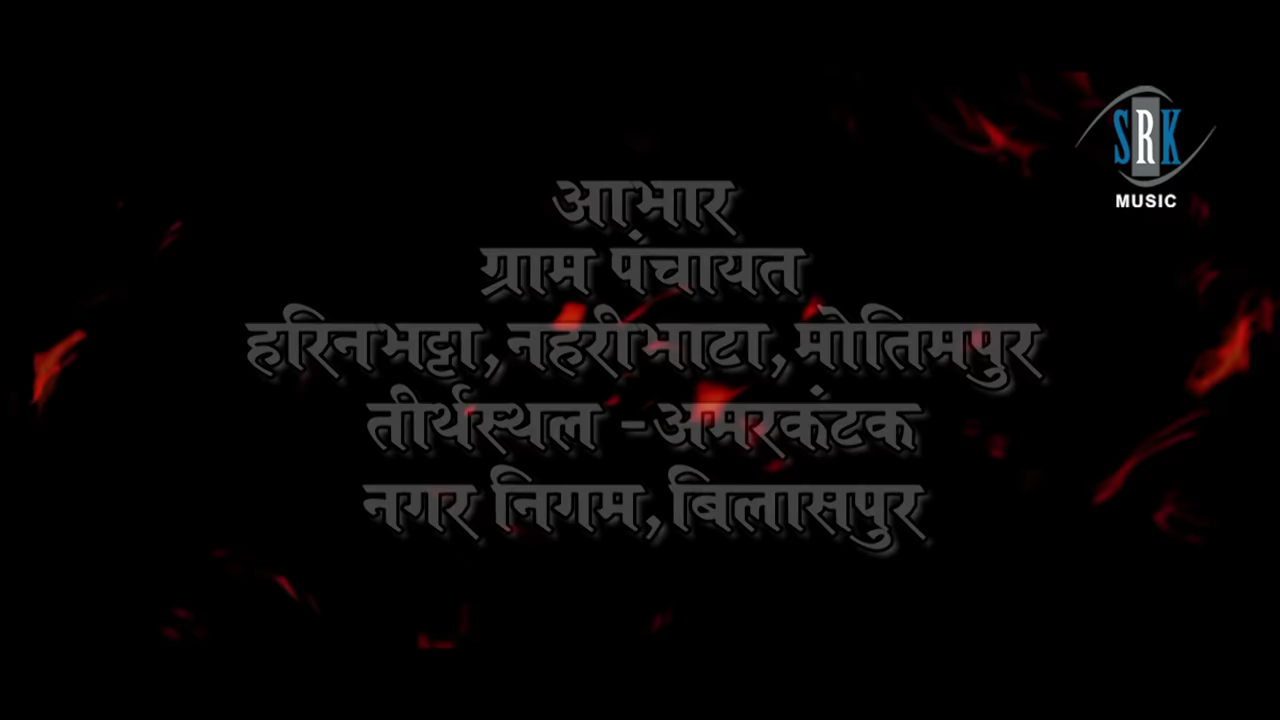 SRK
MUSIC
आभार
ग्राम पंचायत
हरिनभट्टा, नहरीभाटा, मोतिमपुर
तीर्थस्थल -अमरकंटक
नगर निगम, बिलासपुर